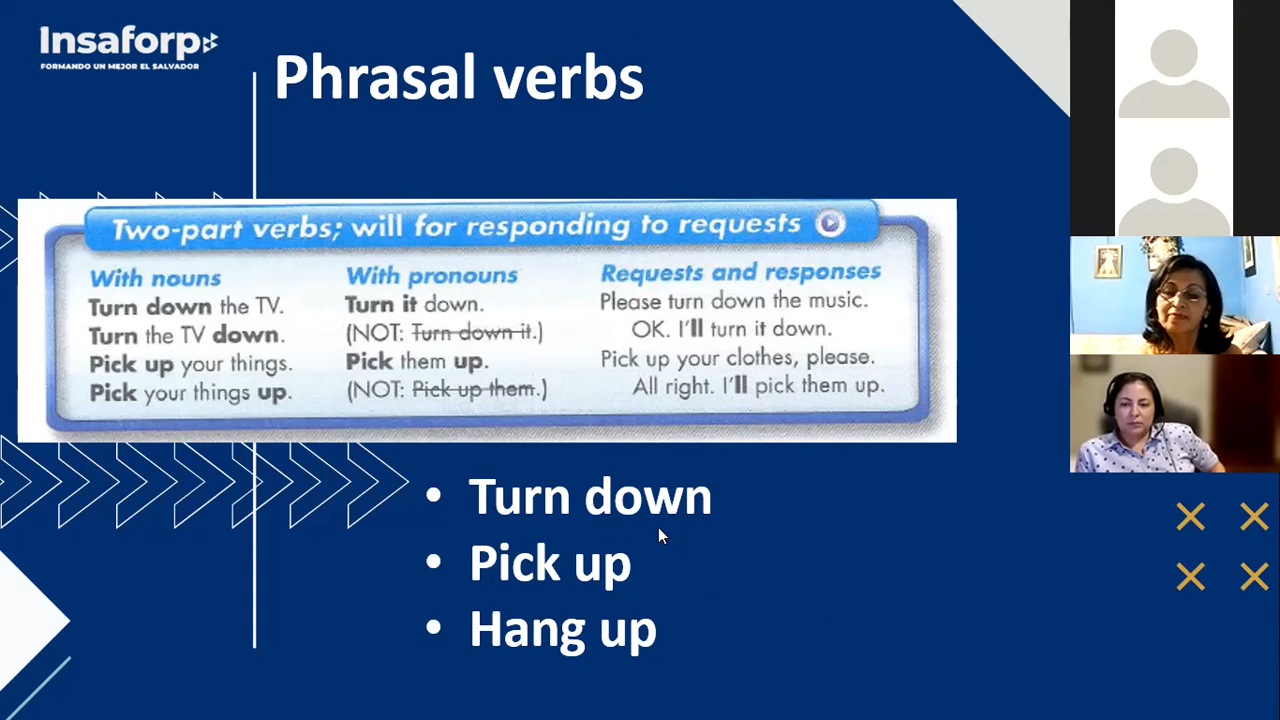 Insaforp
FORMANDO UN MEJOR EL SALVADOR
Phrasal verbs
Two-part verbs; will for responding to requests
With nouns
Turn down the TV.
Turn the TV down.
Pick up your things.
Pick your things up.
With pronouns
Turn it down.
(NOT: Turn down it.)
Pick them up.
(NOT: Pick up them.)
Requests and responses
Please turn down the music.
OK. I'll turn it down.
Pick up your clothes, please.
All right. I'll pick them up.
• Turn down
• Pick up
• Hang up